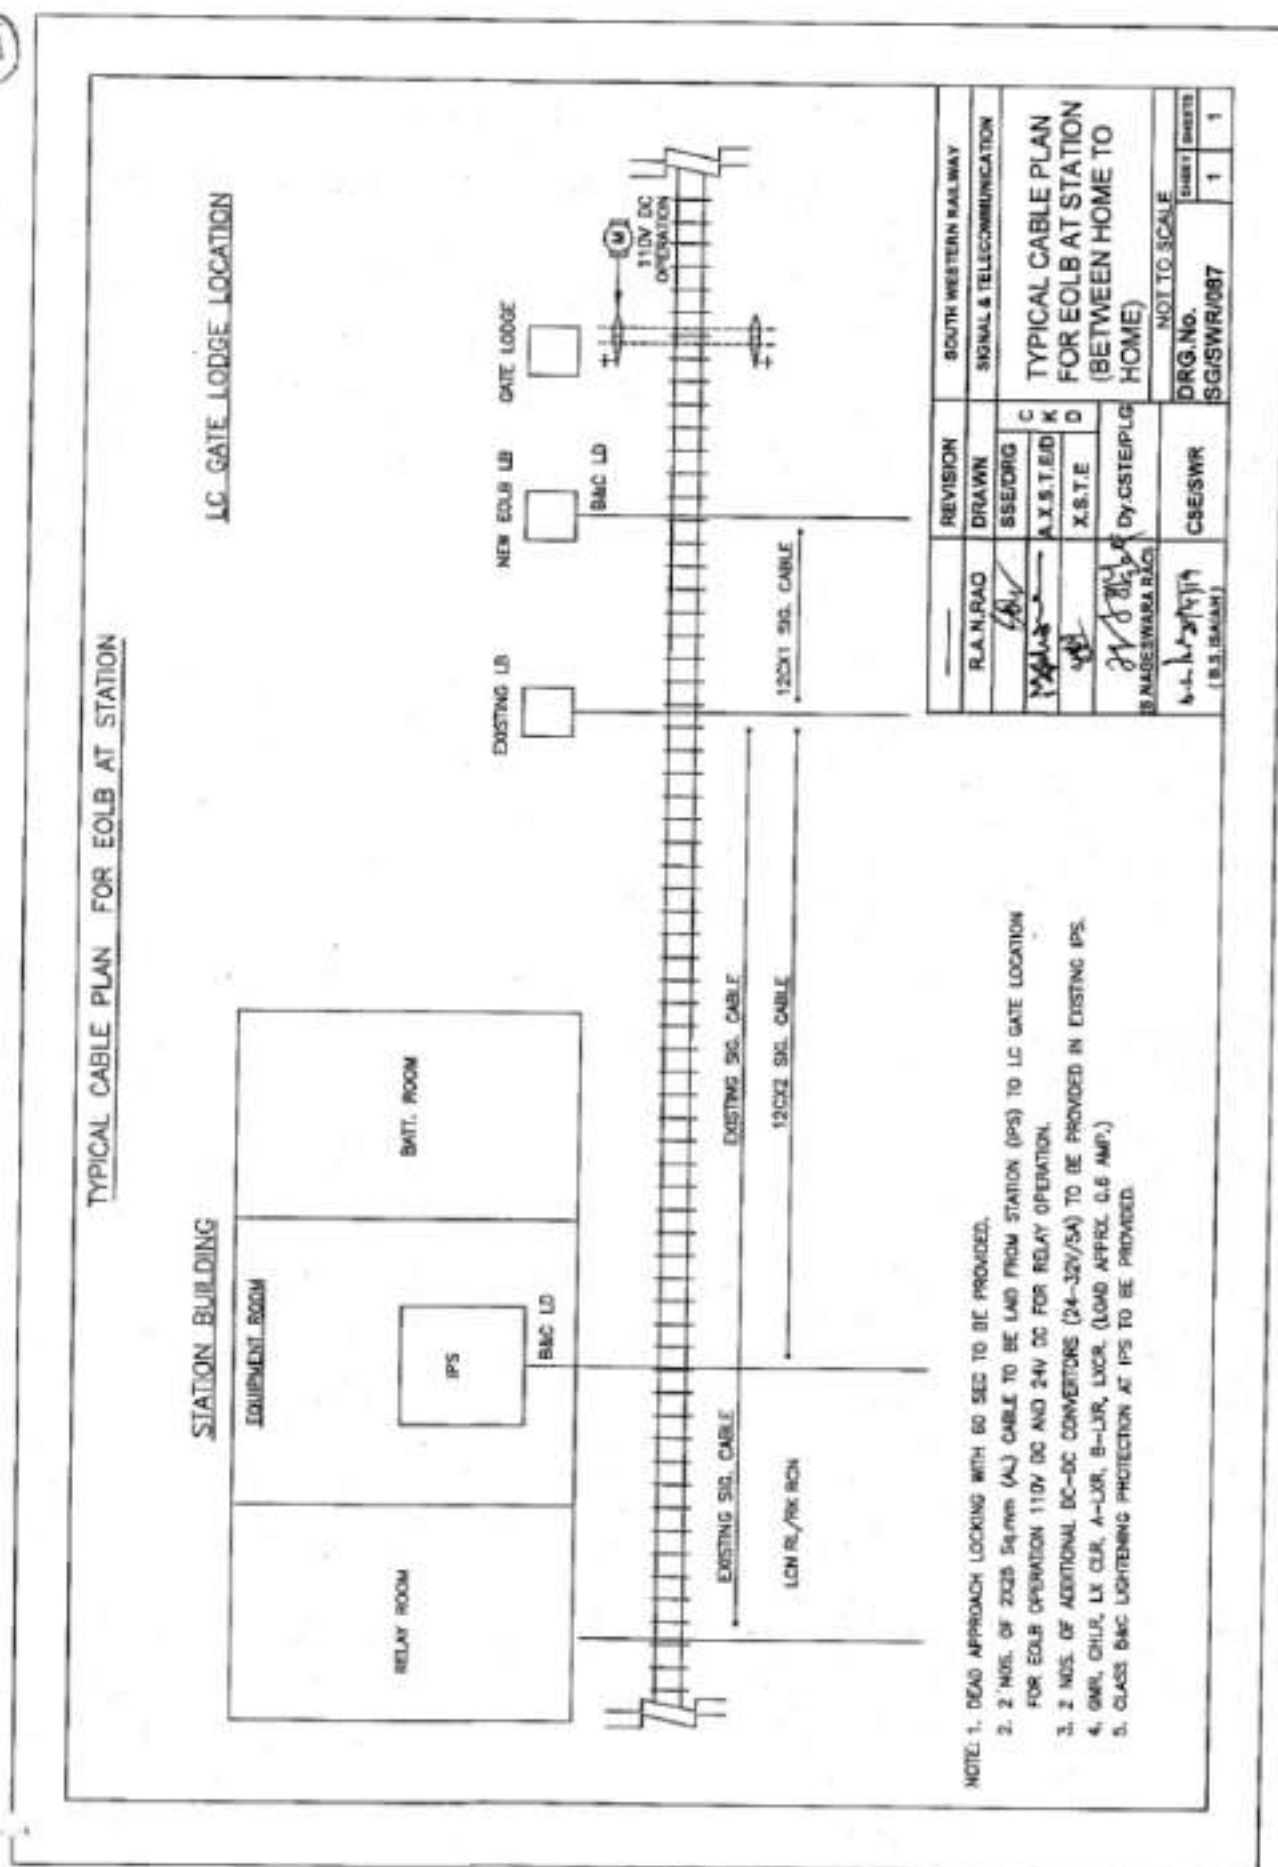 TYPICAL CABLE PLAN FOR EOLB AT STATION
STATION BUILDING
LC GATE LODGE LOCATION
RELAY ROOM
EQUIPMENT ROOM
IPS
B&C LD
BATT. ROOM
EXISTING LB
NEW EOLB LB
B&C LD
GATE LODGE
M
110V DC
OPERATION
EXISTING SIG. CABLE
EXISTING SIG. CABLE
LCN RL/RK RCN
12CX2 SIG. CABLE
12CX1 SIG. CABLE
NOTE: 1. DEAD APPROACH LOCKING WITH 60 SEC TO BE PROVIDED.
2. 2 NOS. OF 2X25 Sq.mm (AL) CABLE TO BE LAID FROM STATION (IPS) TO LC GATE LOCATION
FOR EOLB OPERATION 110V DC AND 24V DC FOR RELAY OPERATION.
3. 2 NOS. OF ADDITIONAL DC-DC CONVERTORS (24-32V/5A) TO BE PROVIDED IN EXISTING IPS.
4. GMR, CHLR, LX CLR, A-LXR, B-LXR, LXCR. (LOAD APPRX. 0.6 AMP.)
5. CLASS B&C LIGHTENING PROTECTION AT IPS TO BE PROVIDED.
REVISION
SOUTH WESTERN RAILWAY
R.A.N.RAO
DRAWN
SIGNAL & TELECOMMUNICATION
SSE/DRG
A.X.S.T.E/D
X.S.T.E
C
K
D
TYPICAL CABLE PLAN
FOR EOLB AT STATION
(BETWEEN HOME TO
HOME)
(B.NAGESWARA RAO)
Dy.CSTE/PLG
NOT TO SCALE
(B.S.ISAIAH)
CSE/SWR
DRG.No.
SG/SWR/087
SHEET
SHEETS
1
1